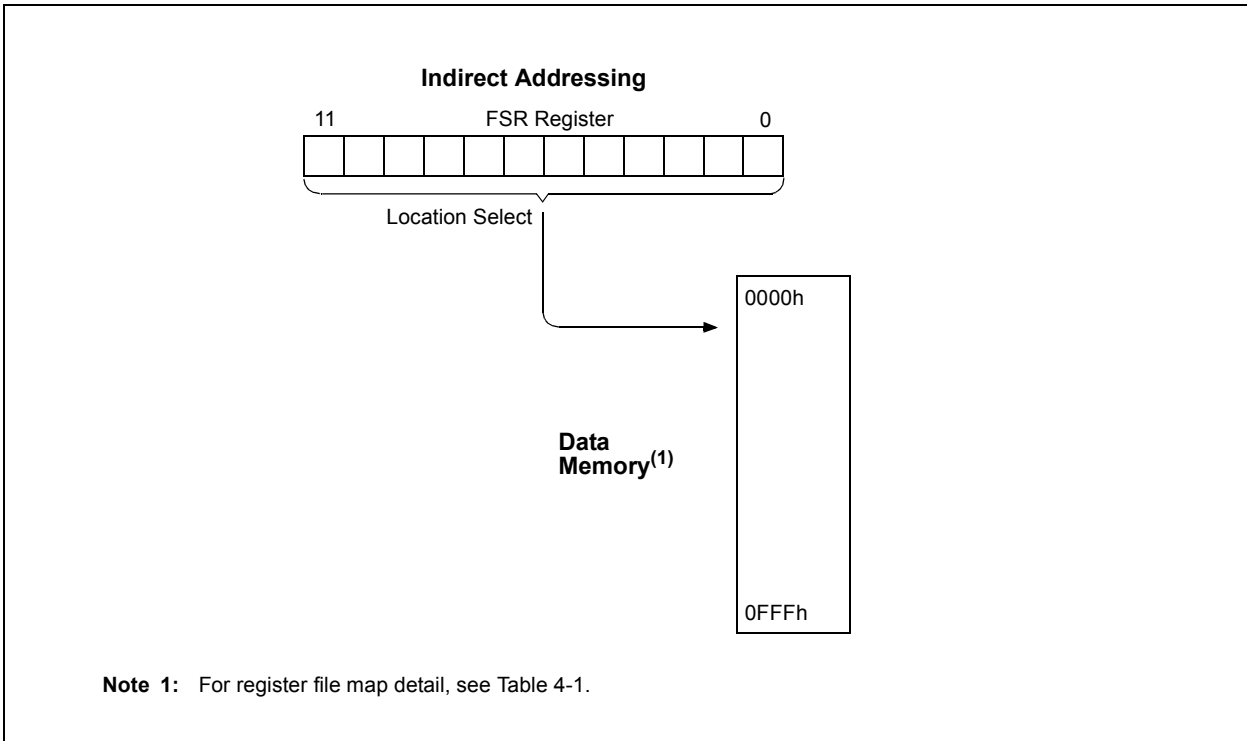 Indirect Addressing
11 FSR Register 0
Location Select
0000h
Data
Memory(1)
0FFFh
Note 1: For register file map detail, see Table 4-1.